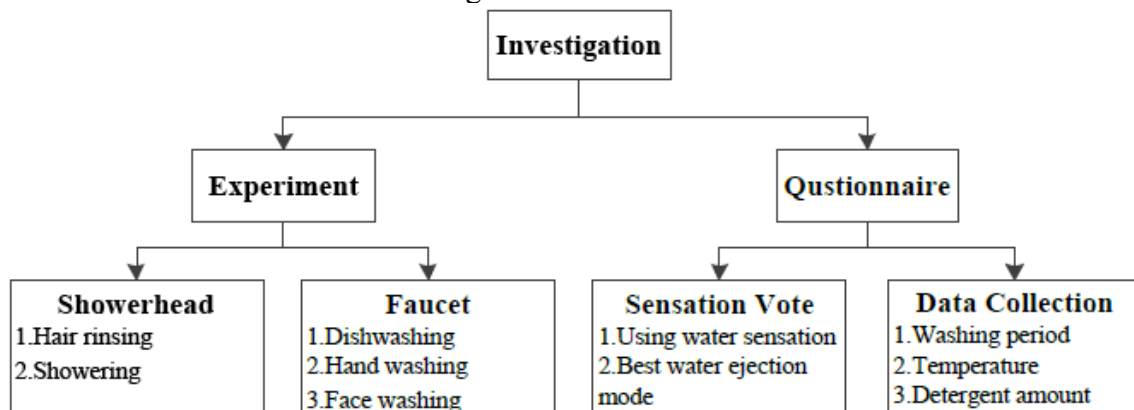 Investigation
Experiment
Qustionnaire
Showerhead
1.Hair rinsing
2.Showering
Faucet
1.Dishwashing
2.Hand washing
3.Face washing
Sensation Vote
1.Using water sensation
2.Best water ejection
mode
Data Collection
1.Washing period
2.Temperature
3.Detergent amount